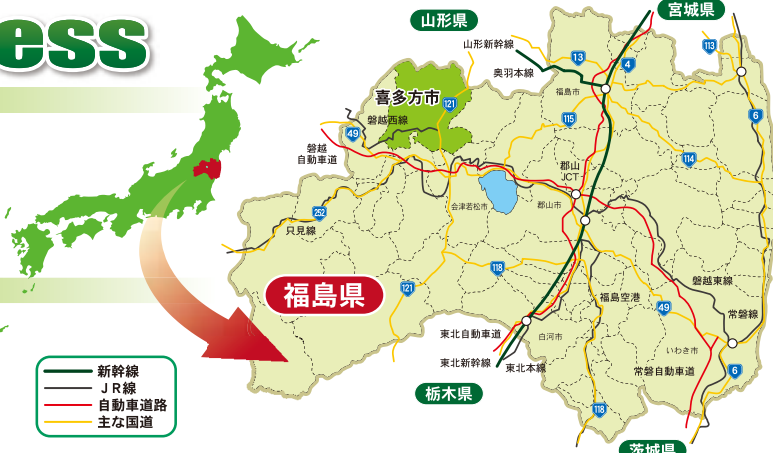 ess
山形県
宮城県
山形新幹線
奥羽本線
13
4
113
福島市
喜多方市
121
磐越西線
49
115
6
磐越
自動車道
114
郡山
JCT
会津若松市
郡山市
252
只見線
118
121
福島県
磐越東線
福島空港
49
常磐線
東北自動車道
白河市
いわき市
東北新幹線
東北本線
常磐自動車道
6
栃木県
118
茨城県
新幹線
JR線
自動車道路
主な国道